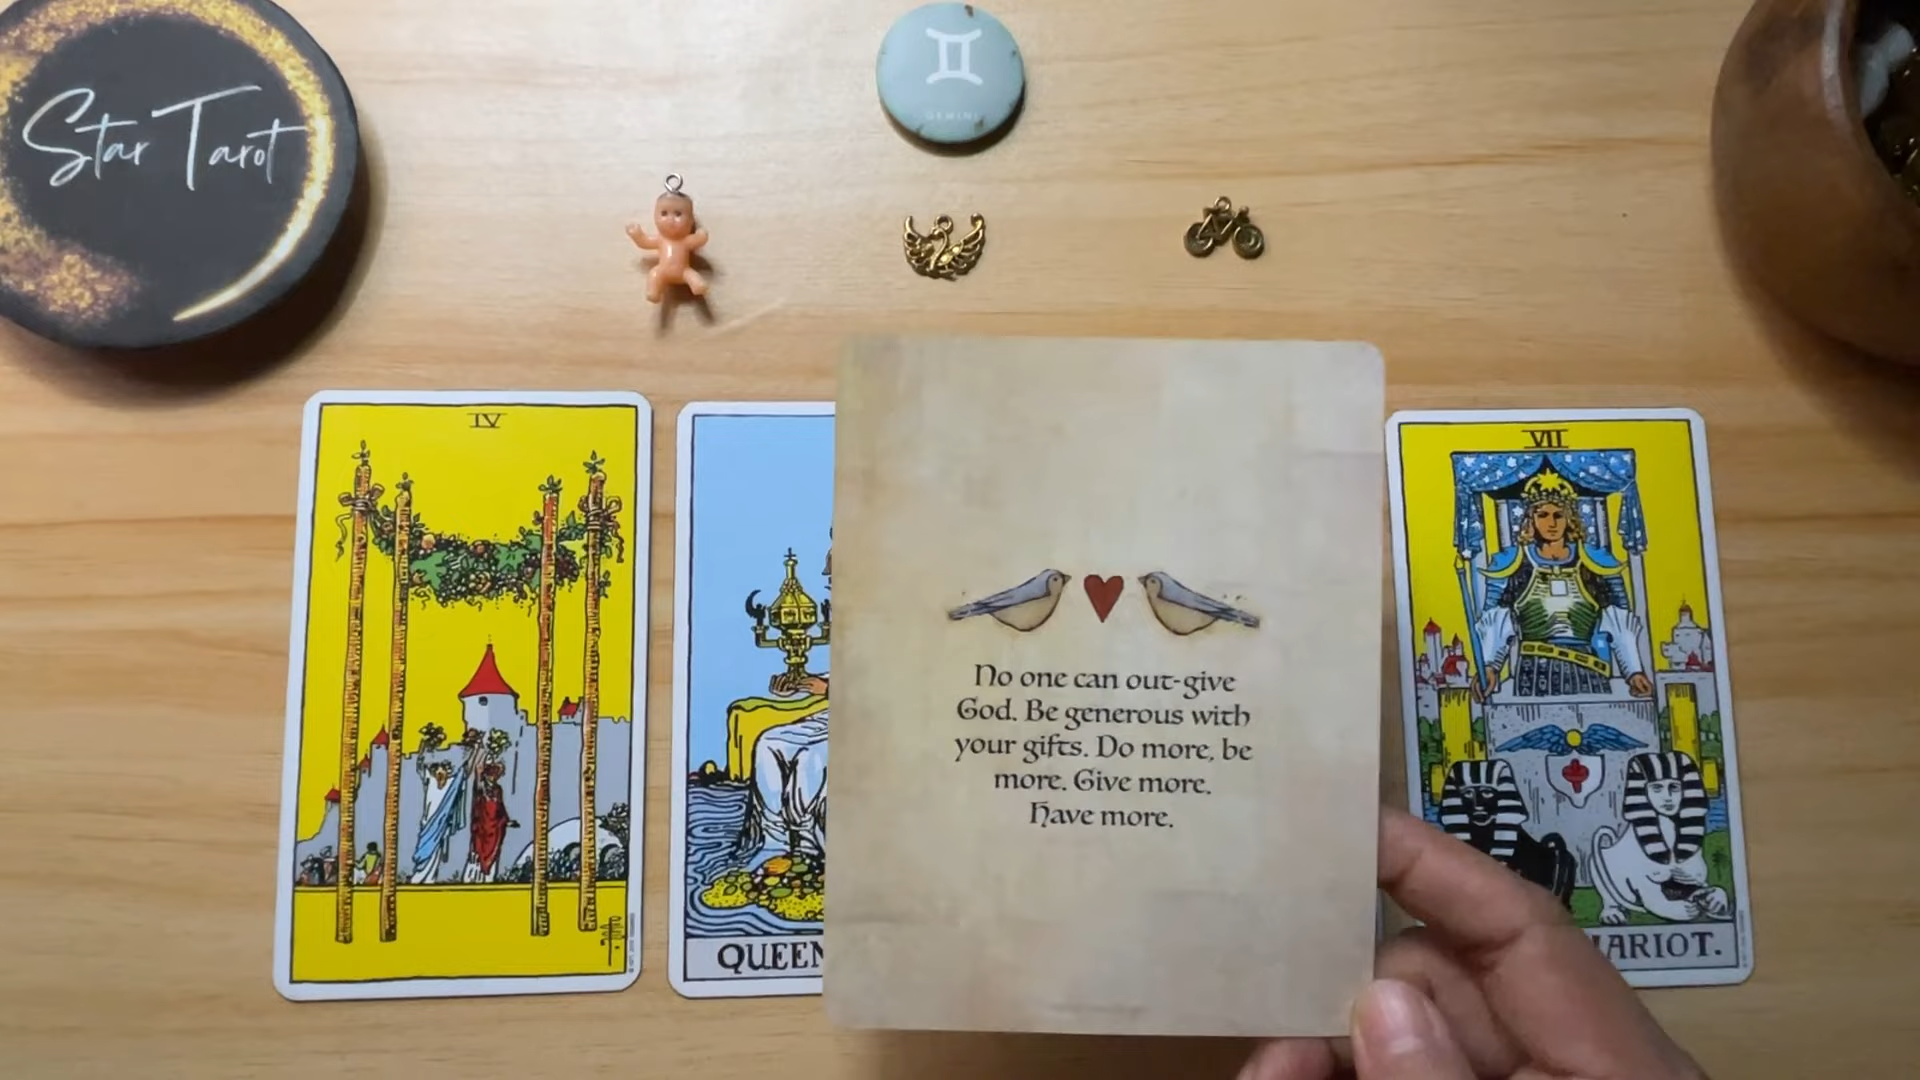 Star Tarot
GEMINI
IV
VII
No one can out-give
God. Be generous with
your gifts. Do more, be
more. Give more.
Have more.
QUEEN
HARIOT.